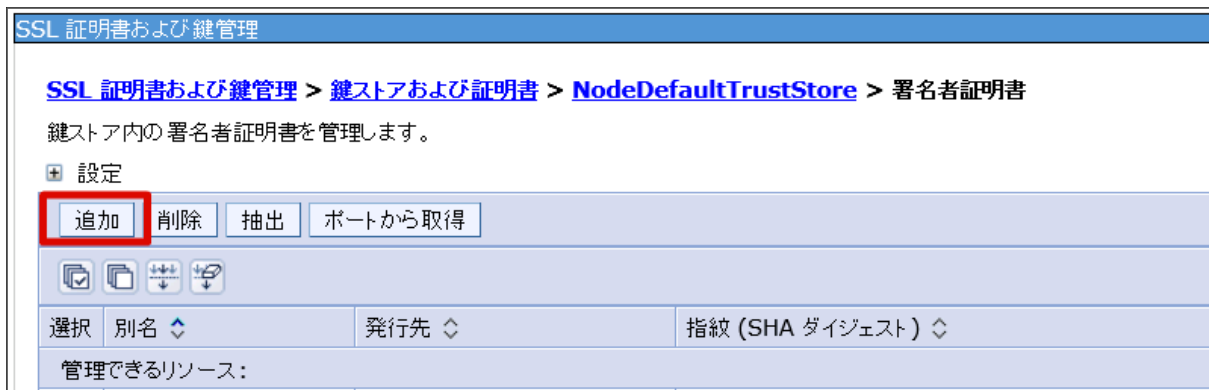 SSL 証明書および鍵管理
SSL 証明書および鍵管理 > 鍵ストアおよび証明書 > NodeDefaultTrustStore > 署名者証明書
鍵ストア内の署名者証明書を管理します。
設定
追加 削除 抽出 ポートから取得
選択 別名 発行先 指紋 (SHA ダイジェスト)
管理できるリソース: